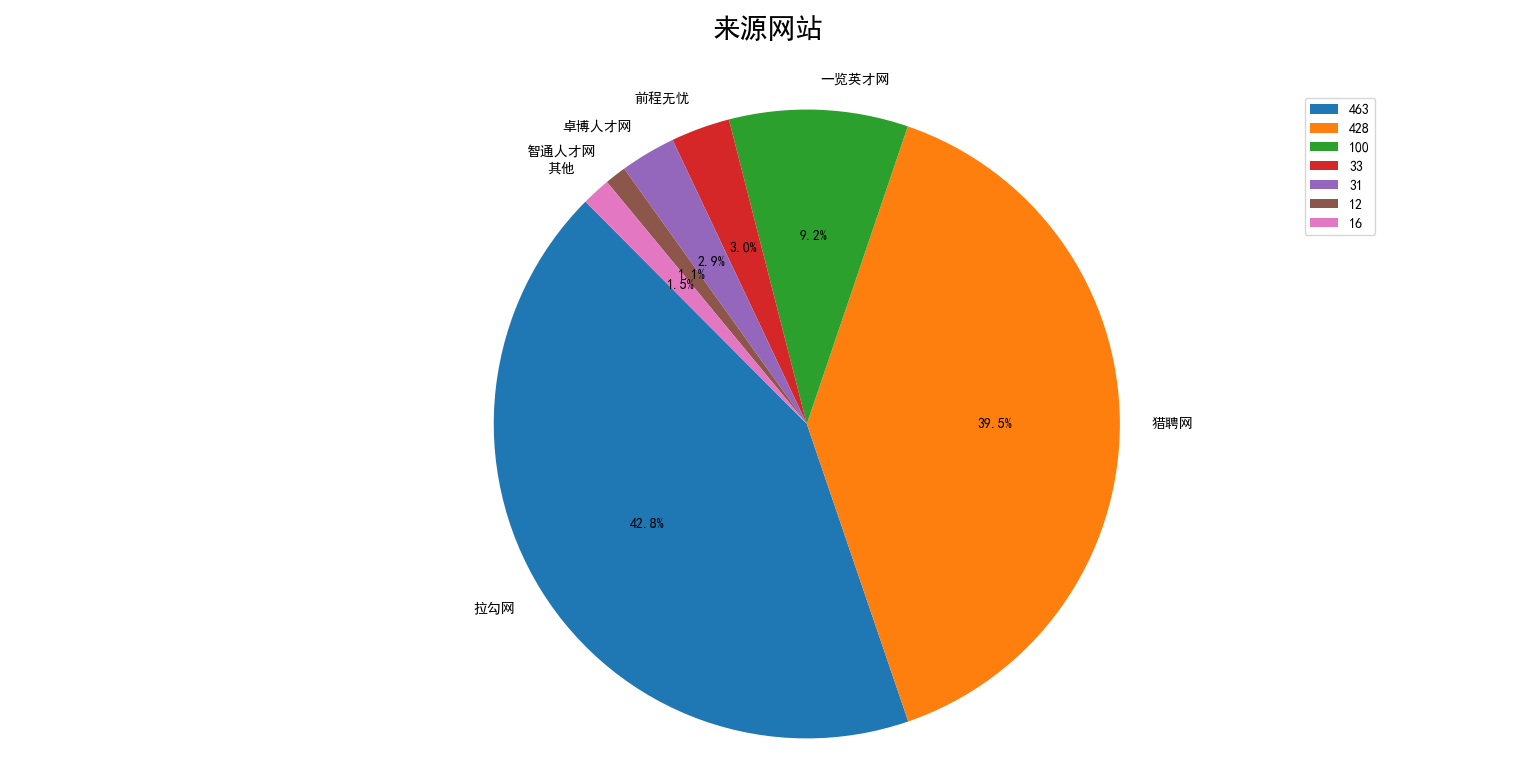 来源网站
一览英才网
前程无忧
卓博人才网
智通人才网
其他
猎聘网
拉勾网
9.2%
3.0%
2.9%
1.1%
1.5%
39.5%
42.8%
463
428
100
33
31
12
16